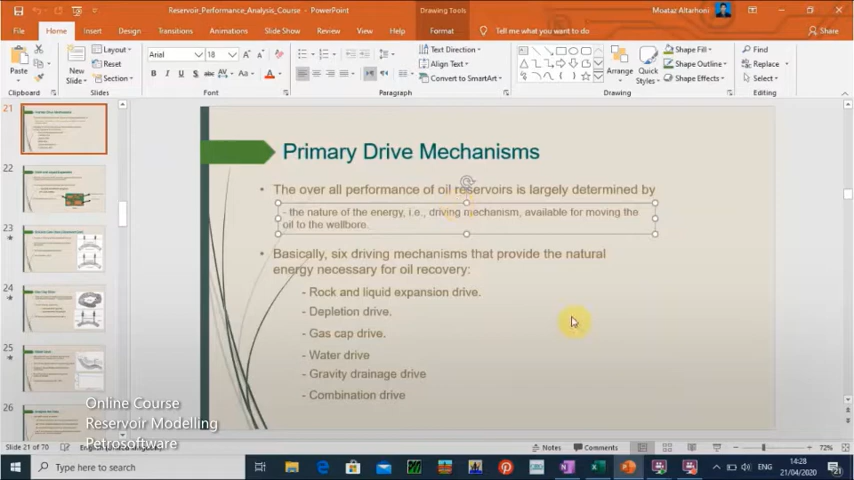 Reservoir_Performance_Analysis_Course - PowerPoint
Drawing Tools
Moataz Altarhoni
File Home Insert Design Transitions Animations Slide Show Review View Help Format Tell me what you want to do Share
Paste
New Slide
Layout
Reset
Section
Arial 18
Text Direction
Align Text
Convert to SmartArt
Arrange
Quick Styles
Shape Fill
Shape Outline
Shape Effects
Find
Replace
Select
Clipboard Slides Font Paragraph Drawing Editing
21
22
23
24
25
26
Primary Drive Mechanisms
• The over all performance of oil reservoirs is largely determined by
- the nature of the energy, i.e., driving mechanism, available for moving the
oil to the wellbore.
• Basically, six driving mechanisms that provide the natural
energy necessary for oil recovery:
- Rock and liquid expansion drive.
- Depletion drive.
- Gas cap drive.
- Water drive
- Gravity drainage drive
- Combination drive
Online Course
Reservoir Modelling
Petrosoftware
Slide 21 of 70
Notes Comments 72%
Type here to search
ENG
14:28
21/04/2020